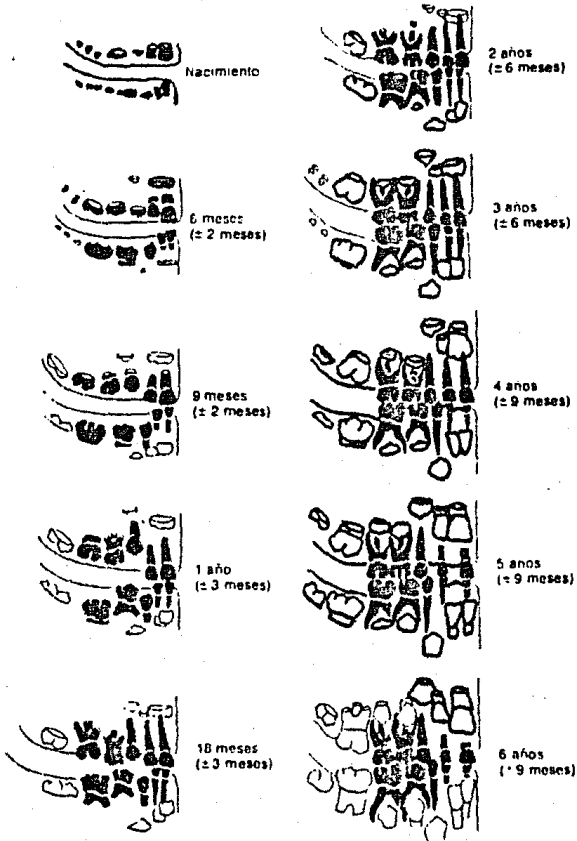 Nacimiento
6 meses
(± 2 meses)
9 meses
(± 2 meses)
1 año
(± 3 meses)
18 meses
(± 3 meses)
2 años
(± 6 meses)
3 años
(± 6 meses)
4 años
(± 9 meses)
5 anos
(± 9 meses)
6 años
(± 9 meses)